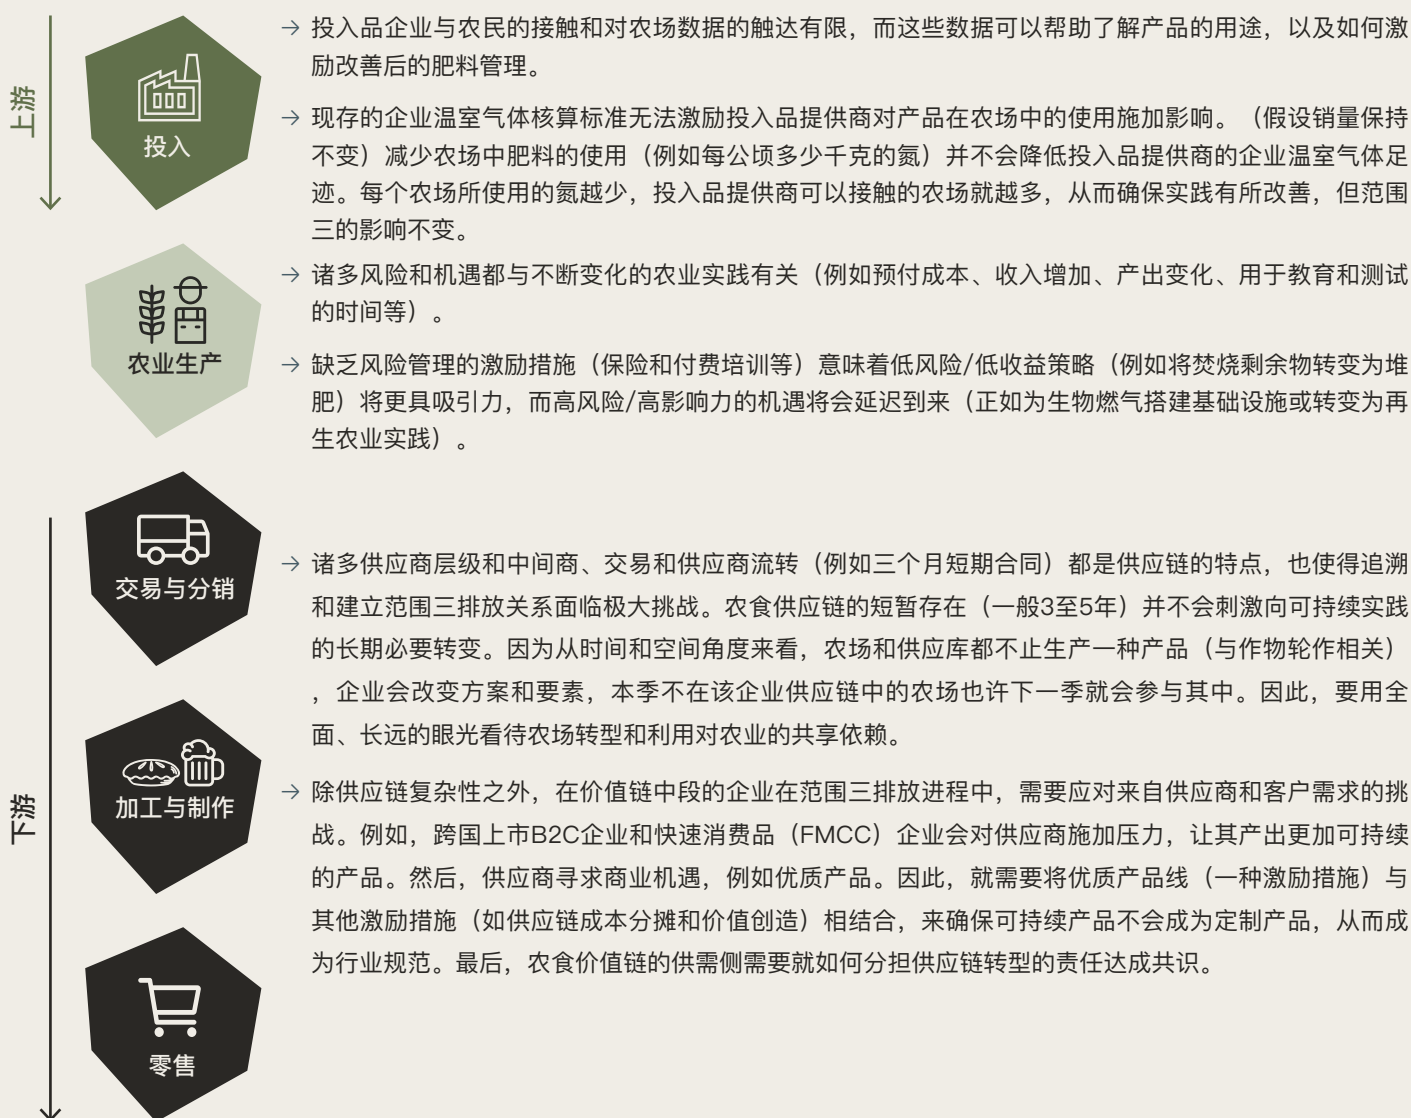 上游
投入
→ 投入品企业与农民的接触和对农场数据的触达有限，而这些数据可以帮助了解产品的用途，以及如何激
励改善后的肥料管理。
→ 现存的企业温室气体核算标准无法激励投入品提供商对产品在农场中的使用施加影响。（假设销量保持
不变）减少农场中肥料的使用（例如每公顷多少千克的氮）并不会降低投入品提供商的企业温室气体足
迹。每个农场所使用的氮越少，投入品提供商可以接触的农场就越多，从而确保实践有所改善，但范围
三的影响不变。
农业生产
→ 诸多风险和机遇都与不断变化的农业实践有关（例如预付成本、收入增加、产出变化、用于教育和测试
的时间等）。
→ 缺乏风险管理的激励措施（保险和付费培训等）意味着低风险/低收益策略（例如将焚烧剩余物转变为堆
肥）将更具吸引力，而高风险/高影响力的机遇将会延迟到来（正如为生物燃气搭建基础设施或转变为再
生农业实践）。
下游
交易与分销
→ 诸多供应商层级和中间商、交易和供应商流转（例如三个月短期合同）都是供应链的特点，也使得追溯
和建立范围三排放关系面临极大挑战。农食供应链的短暂存在（一般3至5年）并不会刺激向可持续实践
的长期必要转变。因为从时间和空间角度来看，农场和供应库都不止生产一种产品（与作物轮作相关）
，企业会改变方案和要素，本季不在该企业供应链中的农场也许下一季就会参与其中。因此，要用全
面、长远的眼光看待农场转型和利用对农业的共享依赖。
加工与制作
→ 除供应链复杂性之外，在价值链中段的企业在范围三排放进程中，需要应对来自供应商和客户需求的挑
战。例如，跨国上市B2C企业和快速消费品（FMCC）企业会对供应商施加压力，让其产出更加可持续
的产品。然后，供应商寻求商业机遇，例如优质产品。因此，就需要将优质产品线（一种激励措施）与
其他激励措施（如供应链成本分摊和价值创造）相结合，来确保可持续产品不会成为定制产品，从而成
为行业规范。最后，农食价值链的供需侧需要就如何分担供应链转型的责任达成共识。
零售